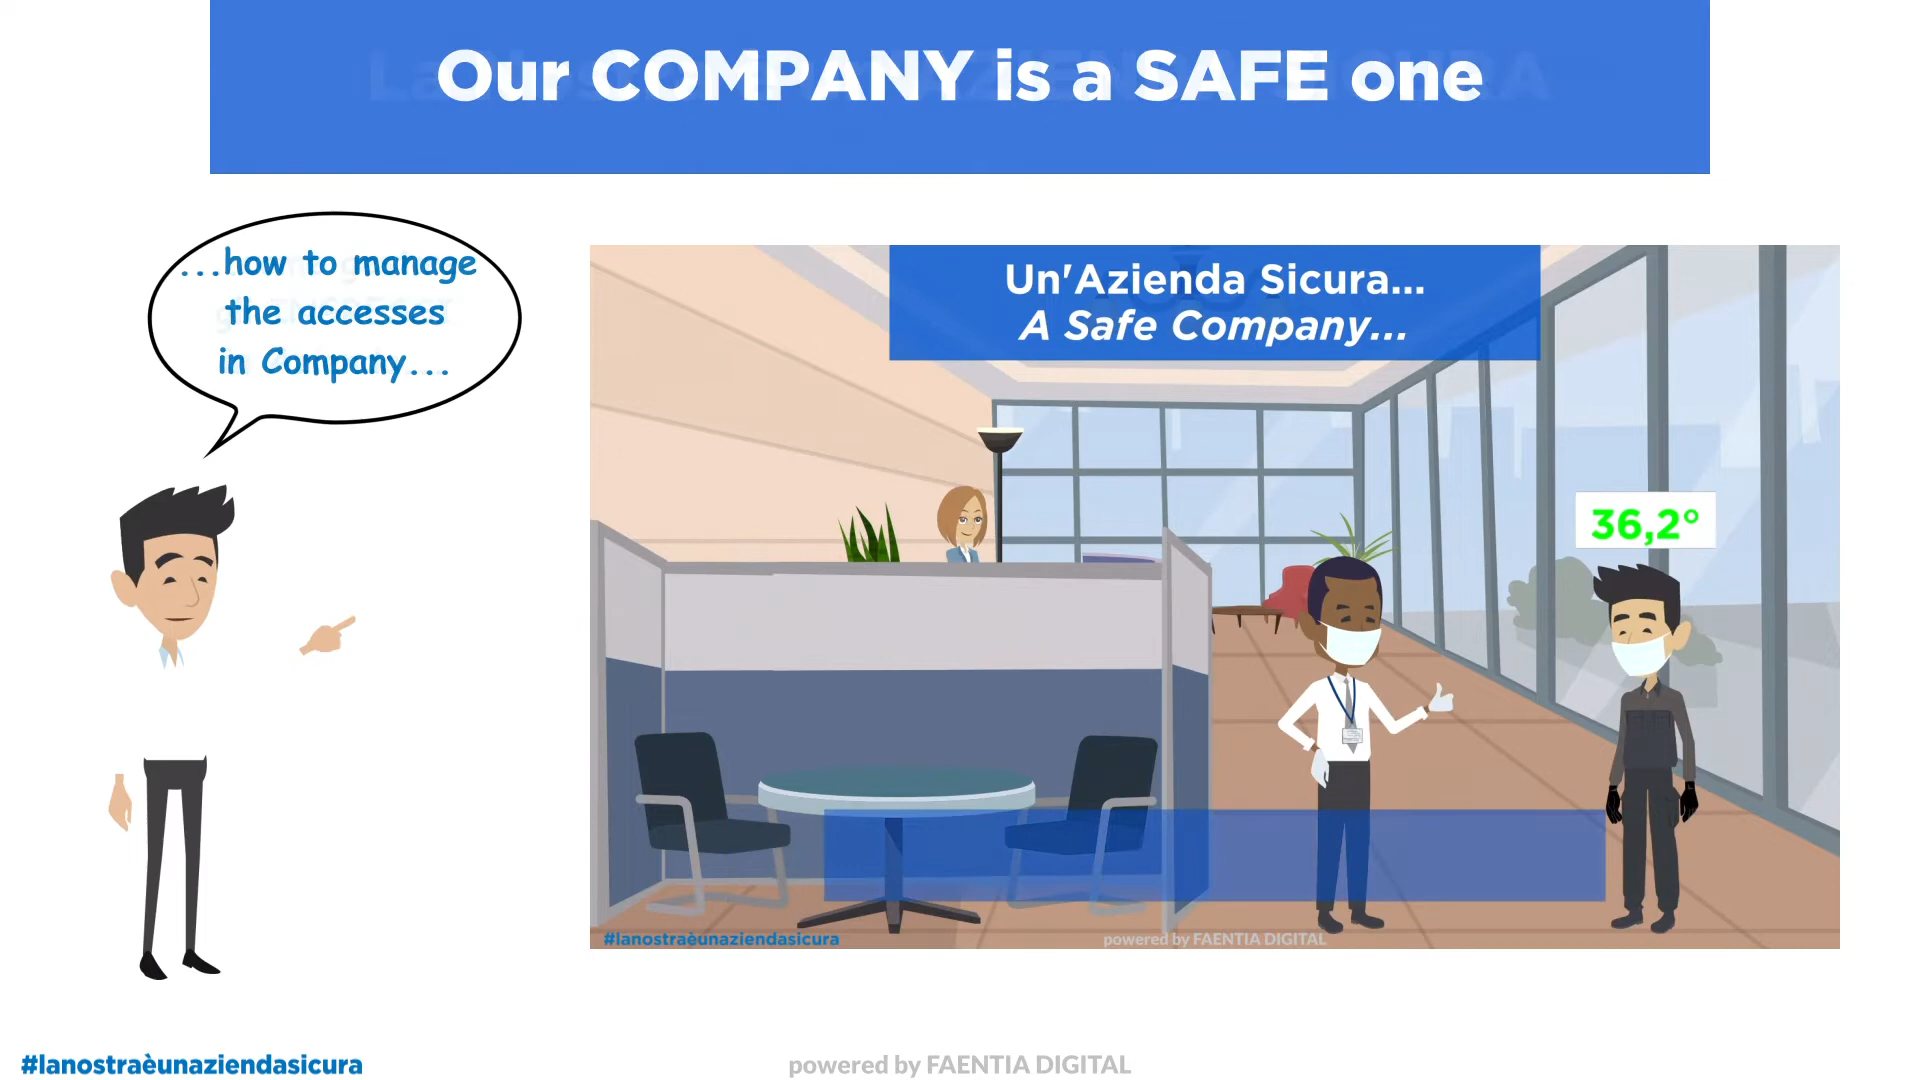 Our COMPANY is a SAFE one
...how to manage
the accesses
in Company...
Un'Azienda Sicura...
A Safe Company...
36,2°
#lanostraèunaziendasicura
powered by FAENTIA DIGITAL
#lanostraèunaziendasicura
powered by FAENTIA DIGITAL